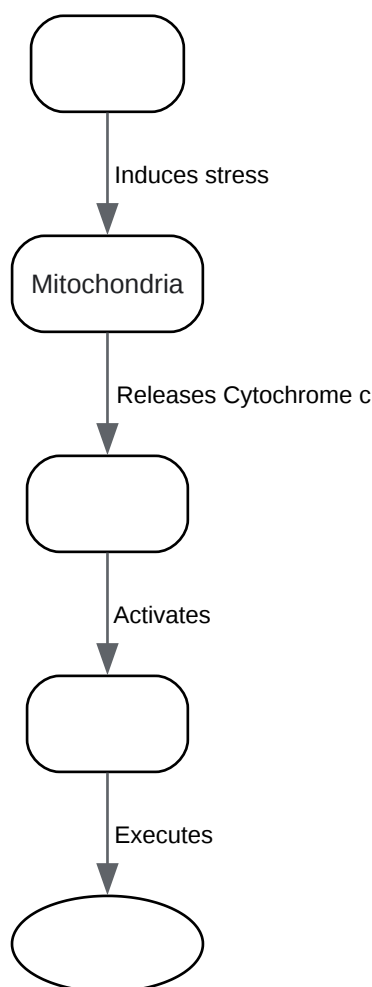 Induces stress
Mitochondria
Releases Cytochrome c
Activates
Executes